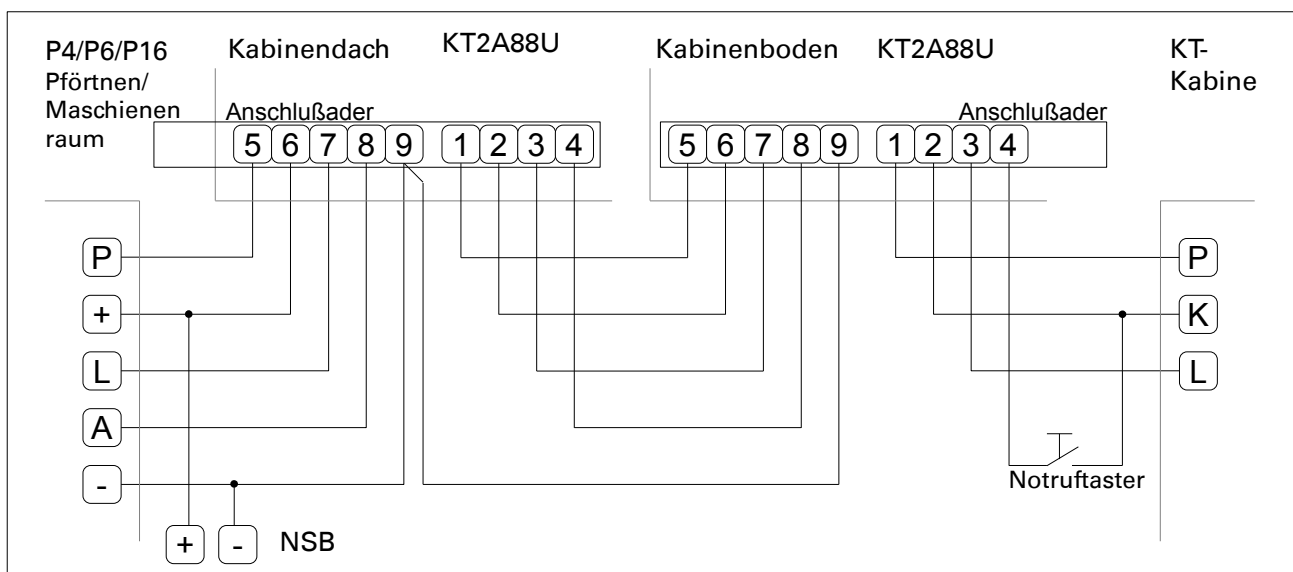 P4/P6/P16
Pförtnen/
Maschienen
raum
Kabinendach
KT2A88U
Kabinenboden
KT2A88U
KT-
Kabine
Anschlußader
Anschlußader
5 6 7 8 9 1 2 3 4
5 6 7 8 9 1 2 3 4
P
+
L
A
-
P
K
L
Notruftaster
+ - NSB